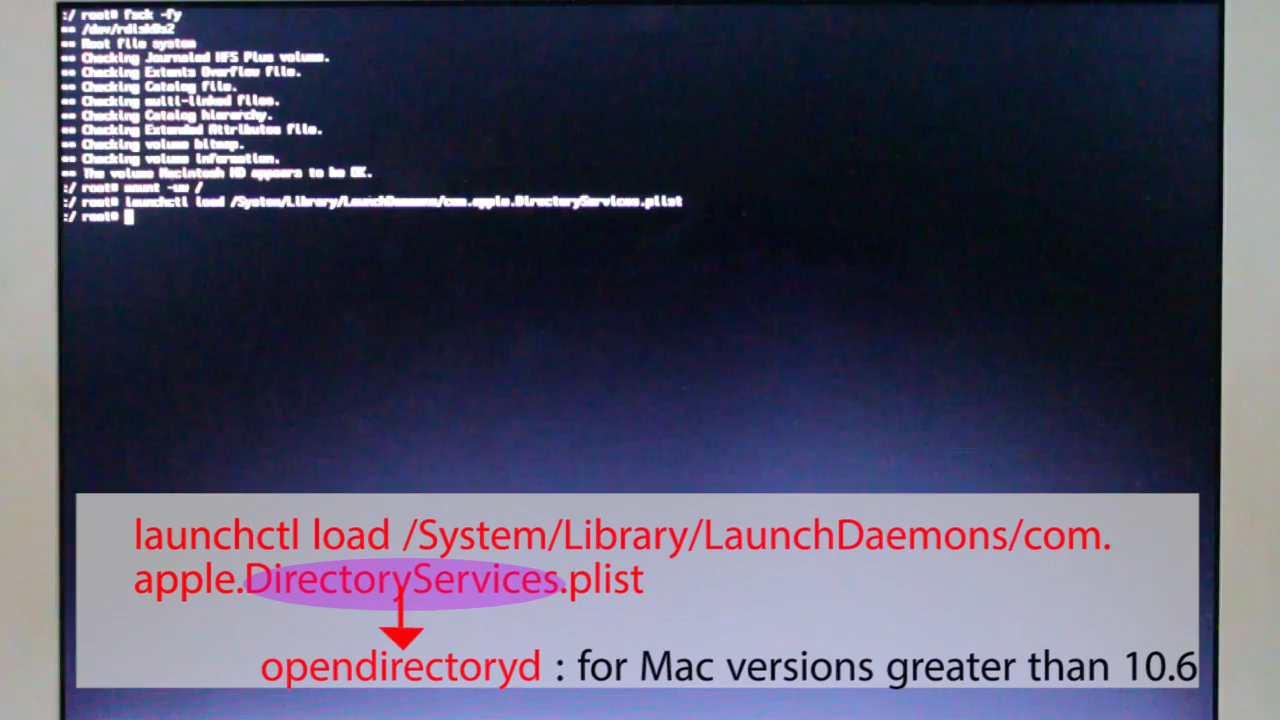 :/ root# fsck -fy
** /dev/rdisk0s2
** Root file system
** Checking Journaled HFS Plus volume.
** Checking Extents Overflow file.
** Checking Catalog file.
** Checking multi-linked files.
** Checking Catalog hierarchy.
** Checking Extended Attributes file.
** Checking volume bitmap.
** Checking volume information.
** The volume Macintosh HD appears to be OK.
:/ root# mount -uw /
:/ root# launchctl load /System/Library/LaunchDaemons/com.apple.DirectoryServices.plist
:/ root#
launchctl load /System/Library/LaunchDaemons/com.
apple.DirectoryServices.plist
opendirectoryd : for Mac versions greater than 10.6